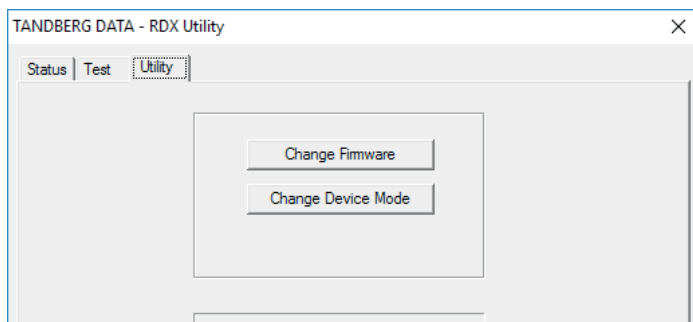 TANDBERG DATA - RDX Utility
Status Test Utility
Change Firmware
Change Device Mode